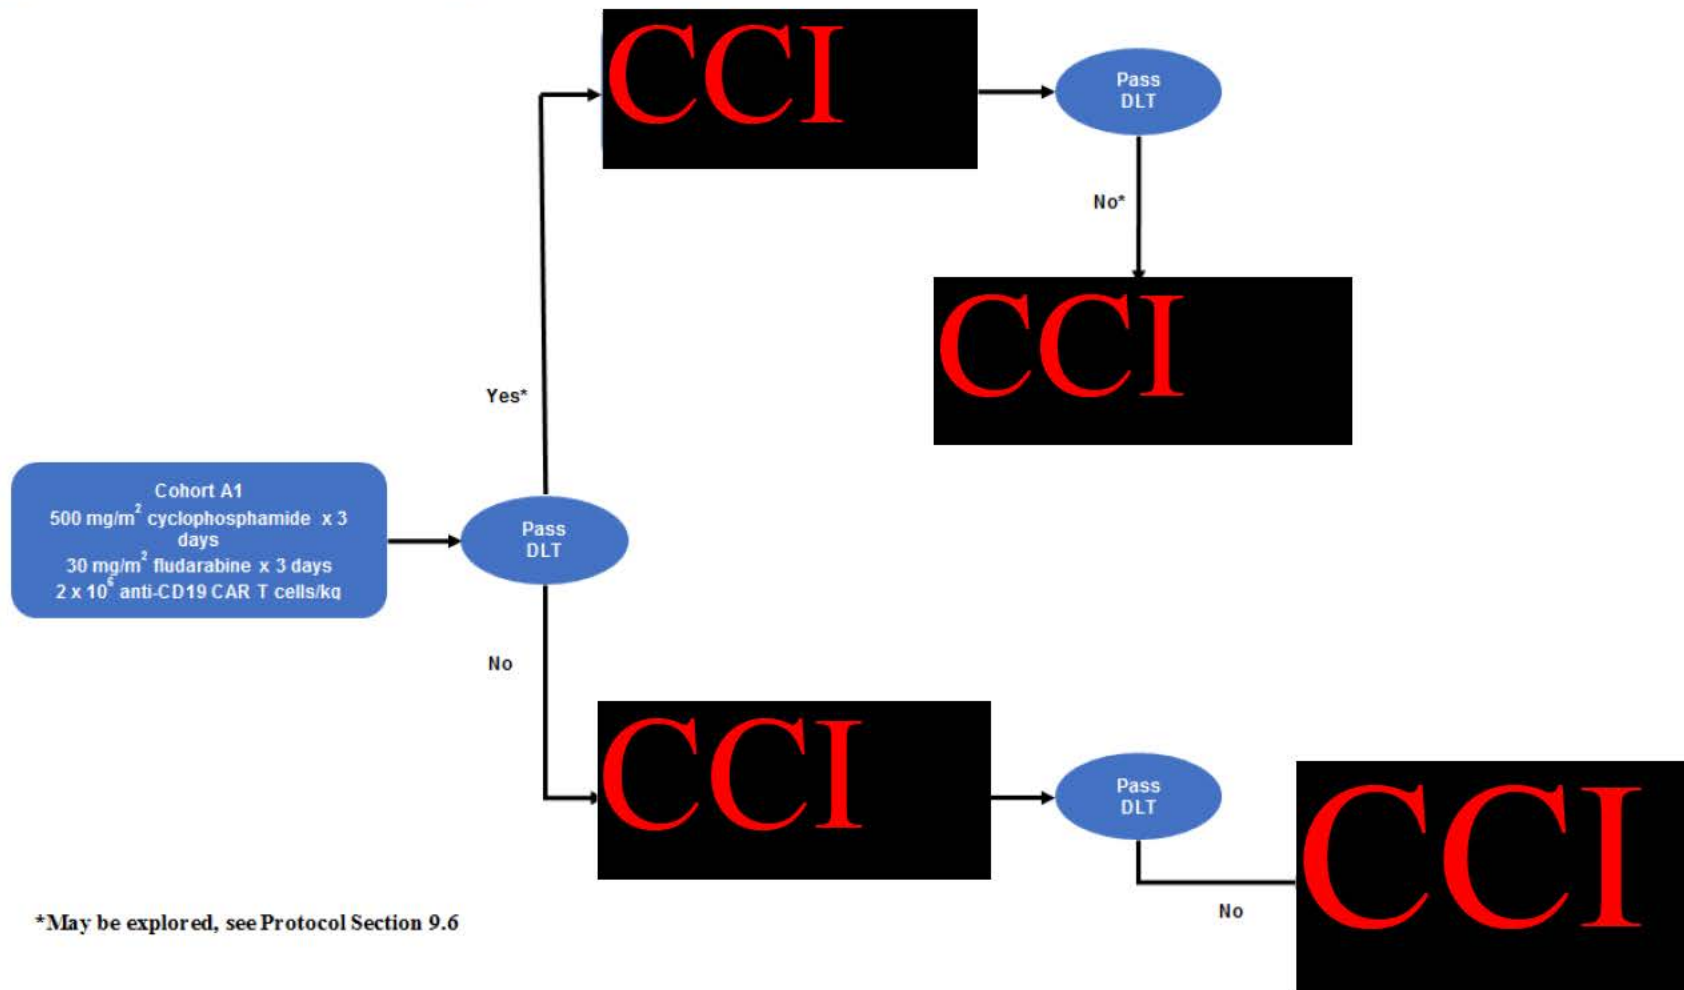 CCI
Pass
DLT
No*
CCI
Yes*
Cohort A1
500 mg/m² cyclophosphamide x 3
days
30 mg/m² fludarabine x 3 days
2 x 10⁶ anti-CD19 CAR T cells/kg
Pass
DLT
No
CCI
Pass
DLT
No
CCI
*May be explored, see Protocol Section 9.6